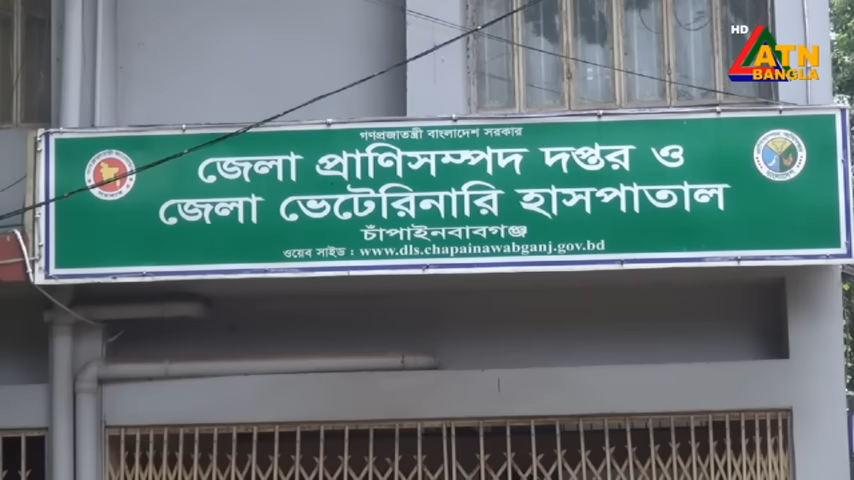 HD
ATN
BANGLA
গণপ্রজাতন্ত্রী বাংলাদেশ সরকার
জেলা প্রাণিসম্পদ দপ্তর ও
জেলা ভেটেরিনারি হাসপাতাল
চাঁপাইনবাবগঞ্জ
ওয়েব সাইড : www.dls.chapainawabganj.gov.bd